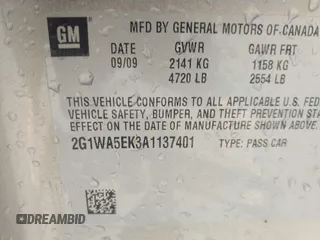 GM
MFD BY GENERAL MOTORS OF CANADA
DATE GVWR GAWR FRT
09/09 2141 KG 1158 KG
4720 LB 2554 LB
THIS VEHICLE CONFORMS TO ALL APPLICABLE U.S. FED
VEHICLE SAFETY, BUMPER, AND THEFT PREVENTION STA
EFFECT ON THE DATE OF MANUFACTURE SHOWN ABOVE
2G1WA5EK3A1137401 TYPE: PASS CAR
DREAMBID